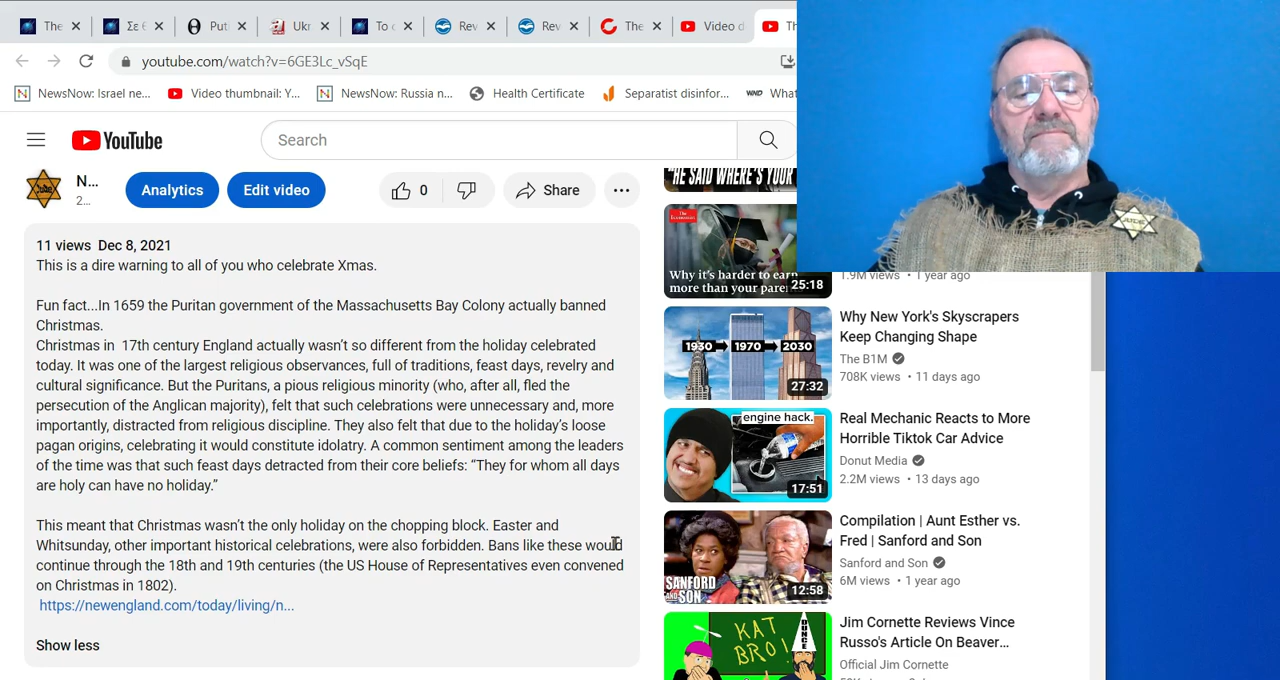 The
Σε
Put
Ukr
To
Rev
Rev
The
Video d
Th
youtube.com/watch?v=6GE3Lc_vSqE
NewsNow: Israel ne...
Video thumbnail: Y...
NewsNow: Russia n...
Health Certificate
Separatist disinfor...
WND
What
YouTube
Search
N...
2...
Analytics
Edit video
0
Share
11 views Dec 8, 2021
This is a dire warning to all of you who celebrate Xmas.
Fun fact...In 1659 the Puritan government of the Massachusetts Bay Colony actually banned
Christmas.
Christmas in 17th century England actually wasn't so different from the holiday celebrated
today. It was one of the largest religious observances, full of traditions, feast days, revelry and
cultural significance. But the Puritans, a pious religious minority (who, after all, fled the
persecution of the Anglican majority), felt that such celebrations were unnecessary and, more
importantly, distracted from religious discipline. They also felt that due to the holiday's loose
pagan origins, celebrating it would constitute idolatry. A common sentiment among the leaders
of the time was that such feast days detracted from their core beliefs: “They for whom all days
are holy can have no holiday.”
This meant that Christmas wasn't the only holiday on the chopping block. Easter and
Whitsunday, other important historical celebrations, were also forbidden. Bans like these would
continue through the 18th and 19th centuries (the US House of Representatives even convened
on Christmas in 1802).
https://newengland.com/today/living/n...
Show less
"HE SAID WHERE'S YOUR
The Economist
Why it's harder to earn
more than your pare
25:18
1.9M views • 1 year ago
1930
1970
2030
27:32
Why New York's Skyscrapers
Keep Changing Shape
The B1M
708K views • 11 days ago
engine hack.
17:51
Real Mechanic Reacts to More
Horrible Tiktok Car Advice
Donut Media
2.2M views • 13 days ago
SANFORD
AND SON
12:58
Compilation | Aunt Esther vs.
Fred | Sanford and Son
Sanford and Son
6M views • 1 year ago
KAT
BRO!
DUNCE
Jim Cornette Reviews Vince
Russo's Article On Beaver...
Official Jim Cornette
JUDE